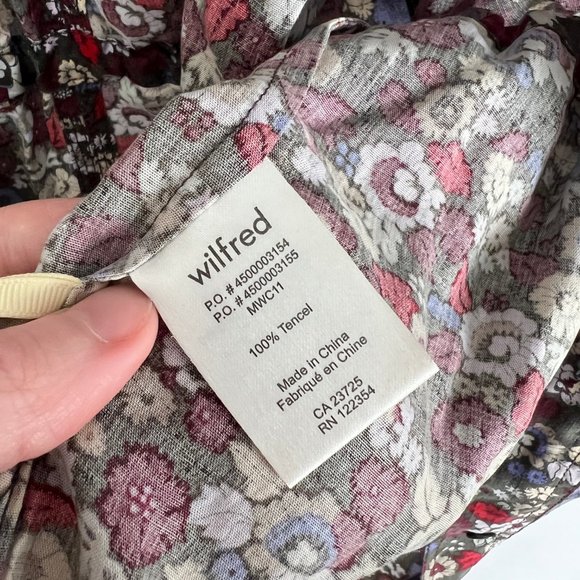 wilfred
P.O. # 4500003154
P.O. # 4500003155
MWC11
100% Tencel
Made in China
Fabriqué en Chine
CA 23725
RN 122354